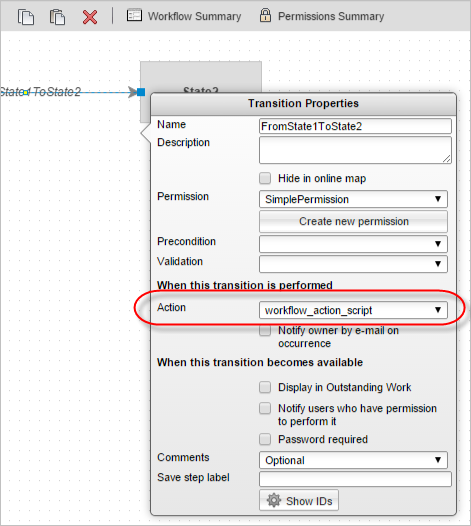 Workflow Summary
Permissions Summary
State1ToState2
State2
Transition Properties
Name
FromState1ToState2
Description
Hide in online map
Permission
SimplePermission
Create new permission
Precondition
Validation
When this transition is performed
Action
workflow_action_script
Notify owner by e-mail on
occurrence
When this transition becomes available
Display in Outstanding Work
Notify users who have permission
to perform it
Password required
Comments
Optional
Save step label
Show IDs